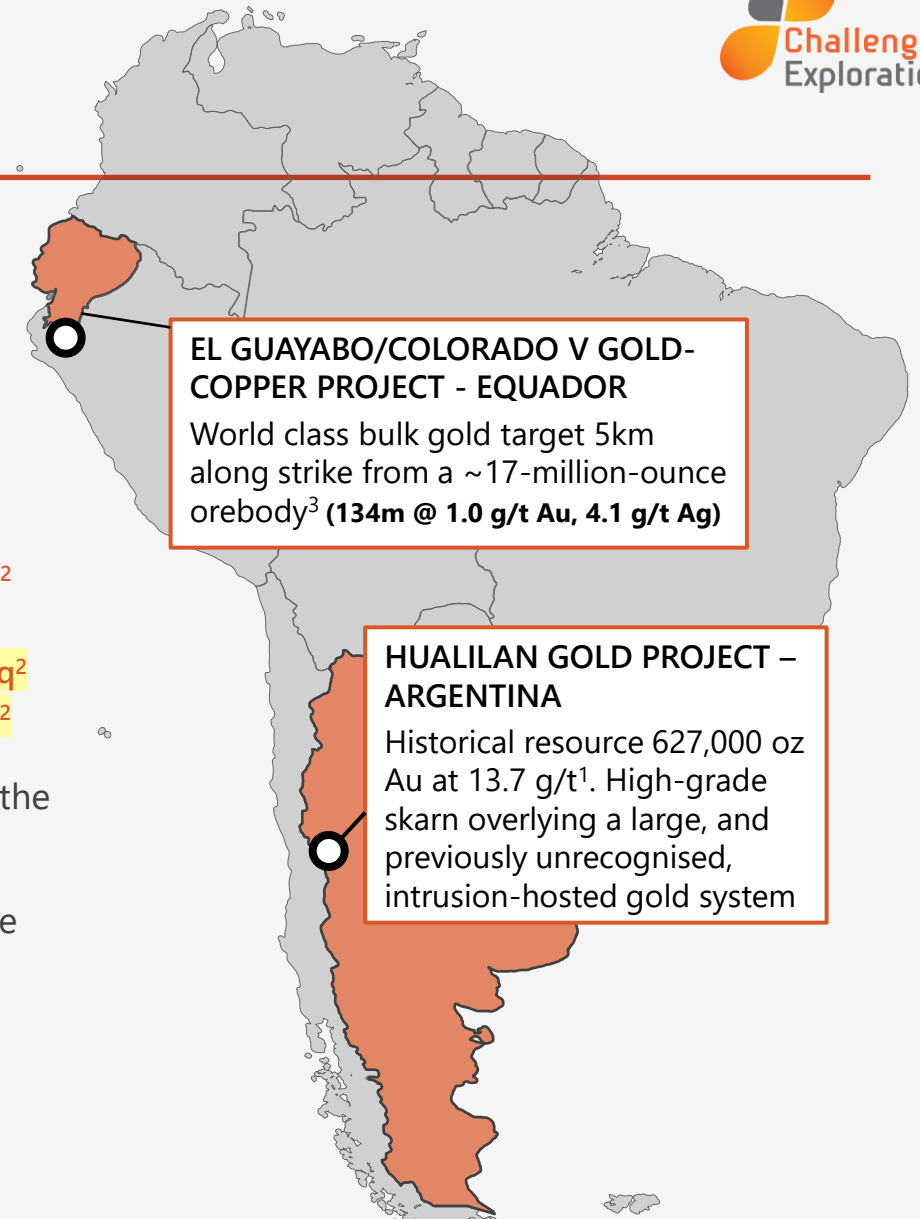 Challeng
Exploratio
EL GUAYABO/COLORADO V GOLD-
COPPER PROJECT - EQUADOR
World class bulk gold target 5km
along strike from a ~17-million-ounce
orebody³ (134m @ 1.0 g/t Au, 4.1 g/t Ag)
2
q²
2
the
e
HUALILAN GOLD PROJECT –
ARGENTINA
Historical resource 627,000 oz
Au at 13.7 g/t¹. High-grade
skarn overlying a large, and
previously unrecognised,
intrusion-hosted gold system